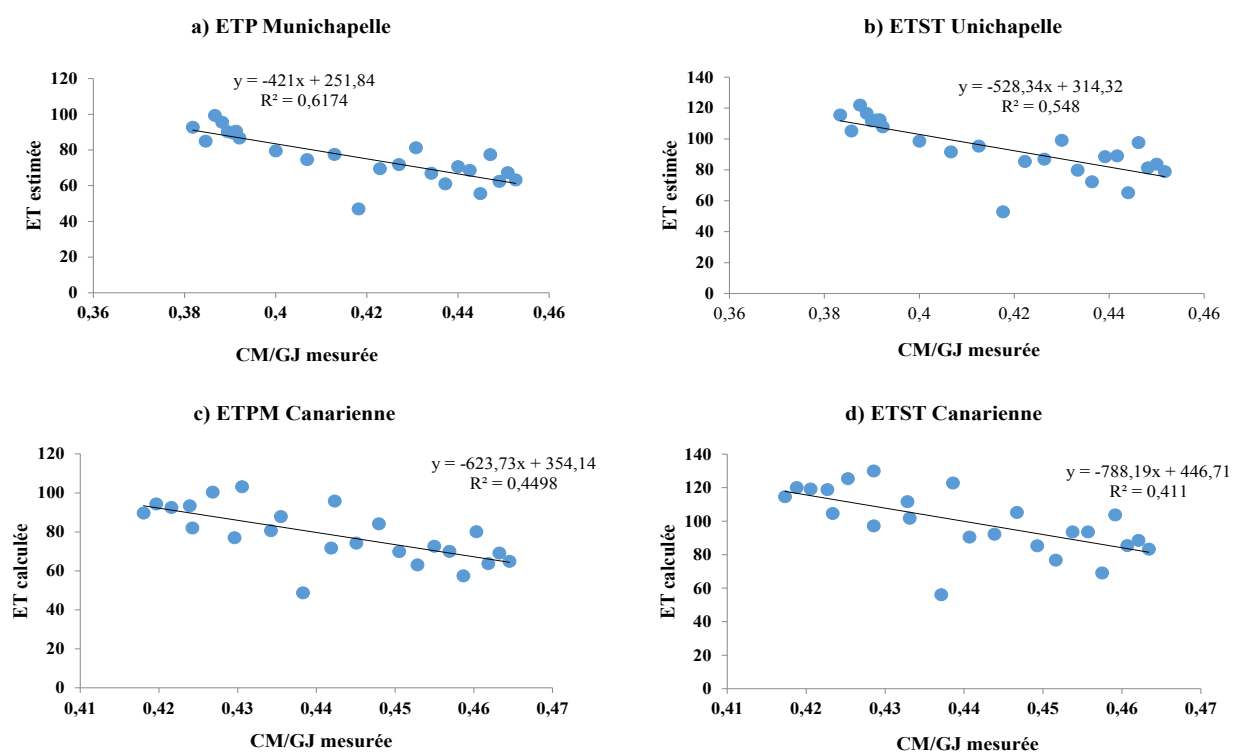 a) ETP Munichapelle
y = -421x + 251,84
R² = 0,6174
120
100
80
60
40
20
0
ET estimée
0,36 0,38 0,4 0,42 0,44 0,46
CM/GJ mesurée
b) ETST Unichapelle
y = -528,34x + 314,32
R² = 0,548
140
120
100
80
60
40
20
0
ET estimée
0,36 0,38 0,4 0,42 0,44 0,46
CM/GJ mesurée
c) ETPM Canarienne
y = -623,73x + 354,14
R² = 0,4498
120
100
80
60
40
20
0
ET calculée
0,41 0,42 0,43 0,44 0,45 0,46 0,47
CM/GJ mesurée
d) ETST Canarienne
y = -788,19x + 446,71
R² = 0,411
140
120
100
80
60
40
20
0
ET calculée
0,41 0,42 0,43 0,44 0,45 0,46 0,47
CM/GJ mesurée